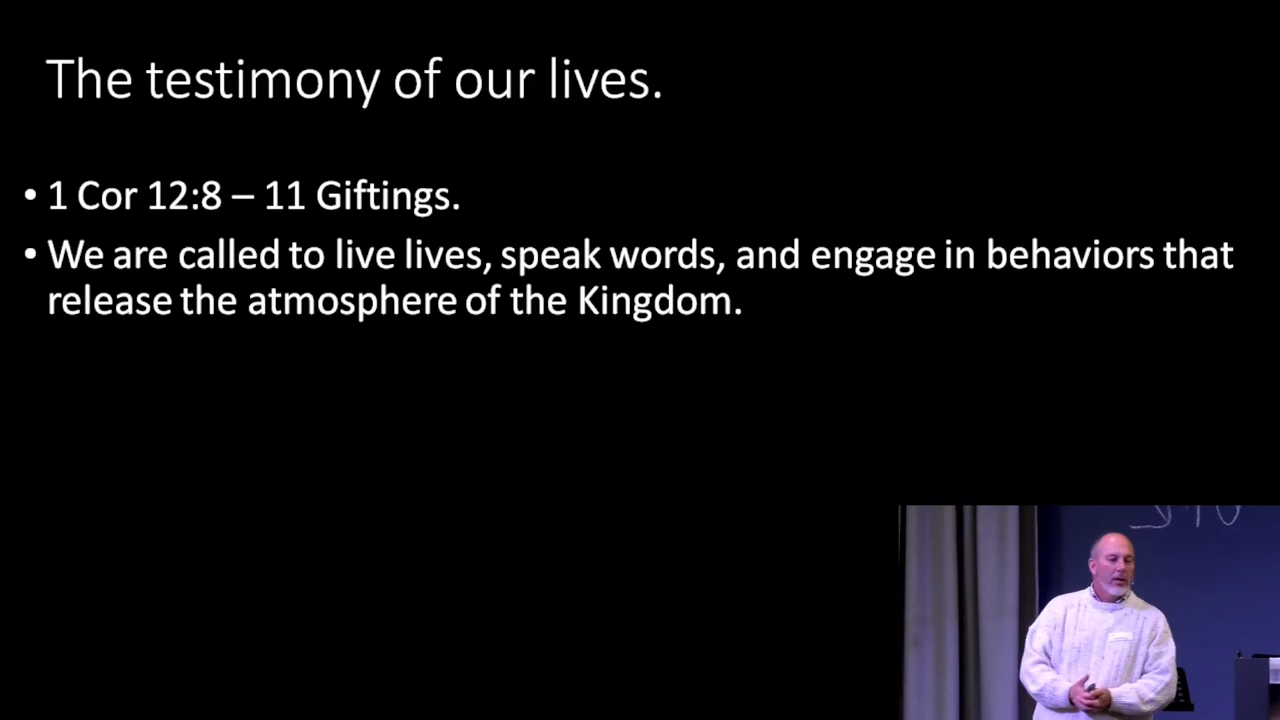 The testimony of our lives.
• 1 Cor 12:8 – 11 Giftings.
• We are called to live lives, speak words, and engage in behaviors that
release the atmosphere of the Kingdom.